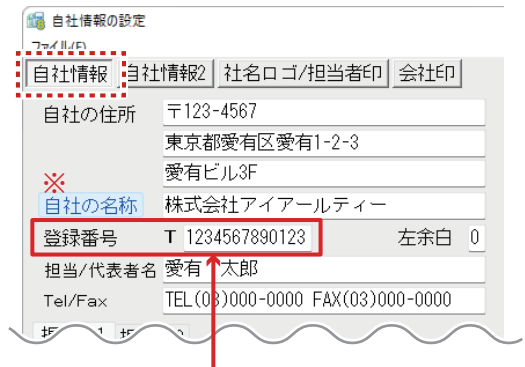 自社情報の設定
ファイル(F)
自社情報 自社情報2 社名ロゴ/担当者印 会社印
自社の住所 〒123-4567
東京都愛有区愛有1-2-3
愛有ビル3F
※
自社の名称 株式会社アイアールティー
登録番号 T 1234567890123 左余白 0
担当/代表者名 愛有 太郎
Tel/Fax TEL(03)000-0000 FAX(03)000-0000